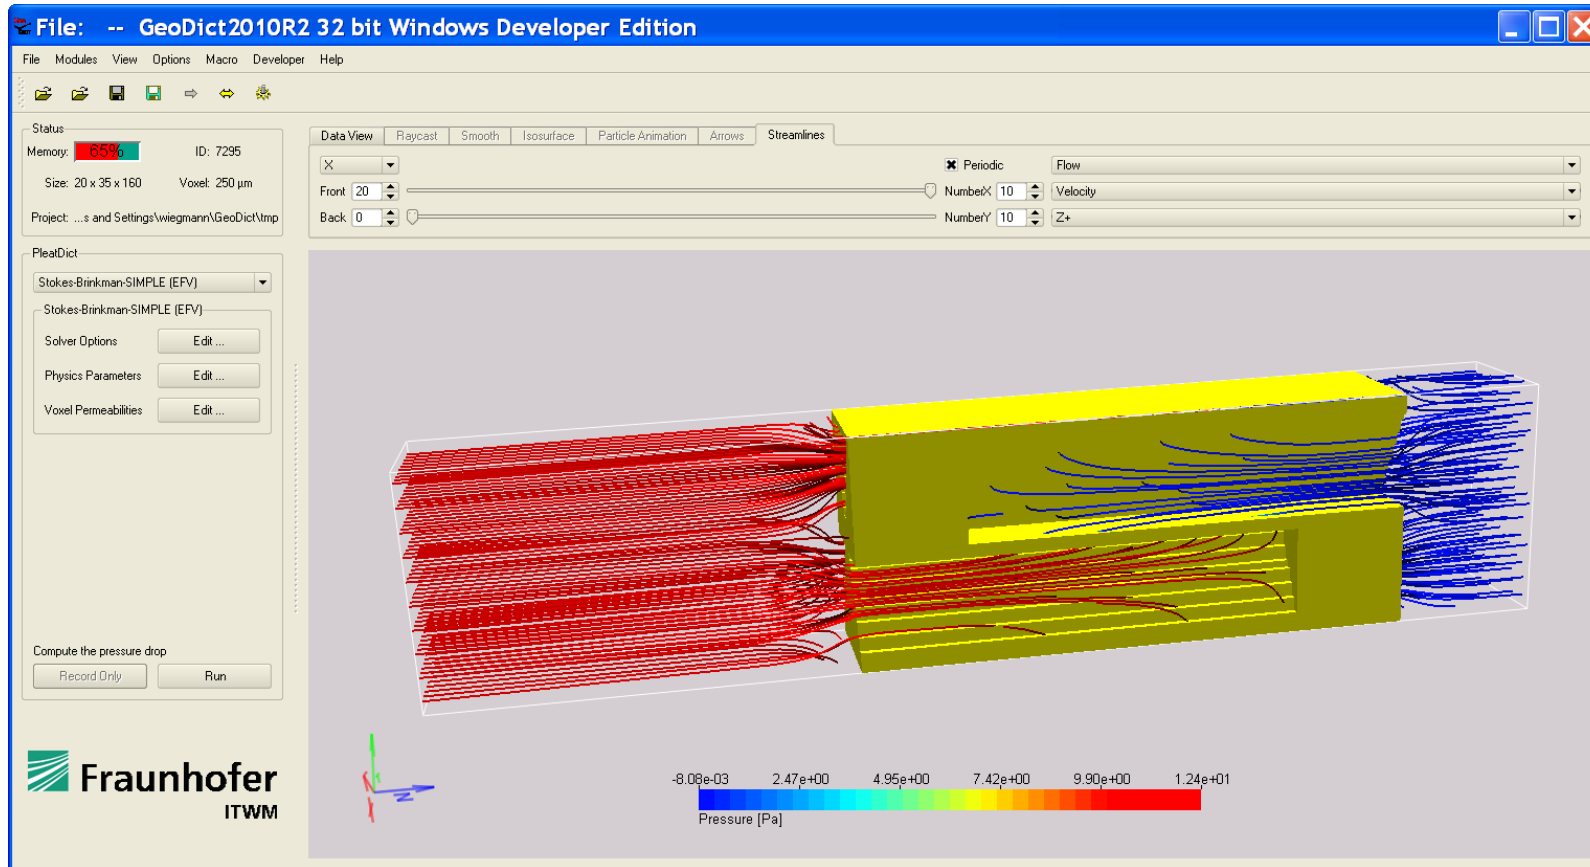 File: -- GeoDict2010R2 32 bit Windows Developer Edition
File Modules View Options Macro Developer Help
Status
Memory: 65% ID: 7295
Size: 20 x 35 x 160 Voxel: 250 µm
Project: ...s and Settings\wiegmann\GeoDict\tmp
Data View Raycast Smooth Isosurface Particle Animation Arrows Streamlines
X Periodic Flow
Front 20 NumberX 10 Velocity
Back 0 NumberY 10 Z+
PleatDict
Stokes-Brinkman-SIMPLE (EFV)
Stokes-Brinkman-SIMPLE (EFV)
Solver Options Edit ...
Physics Parameters Edit ...
Voxel Permeabilities Edit ...
Compute the pressure drop
Record Only Run
Fraunhofer
ITWM
-8.08e-03 2.47e+00 4.95e+00 7.42e+00 9.90e+00 1.24e+01
Pressure [Pa]